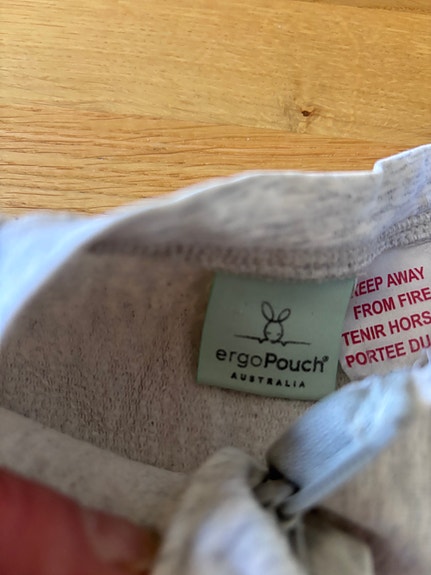 ergoPouch®
AUSTRALIA
KEEP AWAY
FROM FIRE
TENIR HORS
PORTEE DU